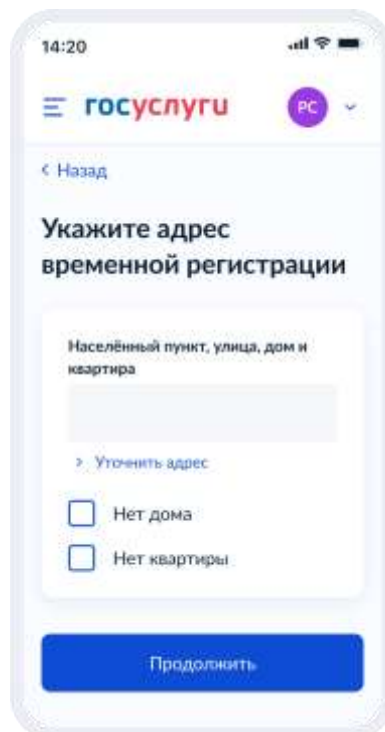 14:20
госуслуги
РС
< Назад
Укажите адрес
временной регистрации
Населённый пункт, улица, дом и
квартира
> Уточнить адрес
Нет дома
Нет квартиры
Продолжить